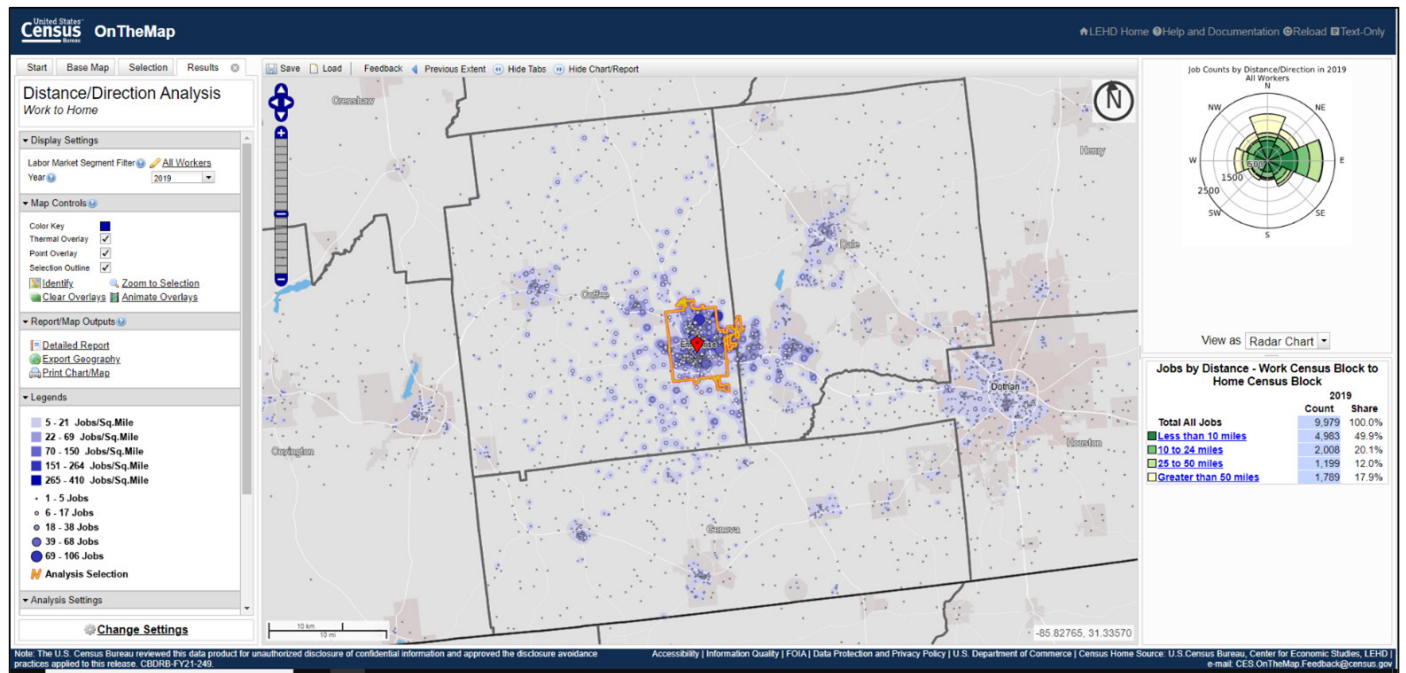 United States
Census
Bureau
OnTheMap
LEHD Home Help and Documentation Reload Text-Only
Start Base Map Selection Results
Save Load Feedback Previous Extent Hide Tabs Hide Chart/Report
Distance/Direction Analysis
Work to Home
Display Settings
Labor Market Segment Filter All Workers
Year 2019
Map Controls
Color Key
Thermal Overlay
Point Overlay
Selection Outline
Identify Zoom to Selection
Clear Overlays Animate Overlays
Report/Map Outputs
Detailed Report
Export Geography
Print Chart/Map
Legends
5 - 21 Jobs/Sq.Mile
22 - 69 Jobs/Sq.Mile
70 - 150 Jobs/Sq.Mile
151 - 264 Jobs/Sq.Mile
265 - 410 Jobs/Sq.Mile
1 - 5 Jobs
6 - 17 Jobs
18 - 38 Jobs
39 - 68 Jobs
69 - 106 Jobs
Analysis Selection
Analysis Settings
Change Settings
Crenshaw
N
Henry
Dale
Coffee
Dothan
Covington
Houston
Geneva
10 km
10 mi
-85.82765, 31.33570
Job Counts by Distance/Direction in 2019
All Workers
N
NW NE
W E
500
1500
2500
SW SE
S
View as Radar Chart
Jobs by Distance - Work Census Block to
Home Census Block
2019
Count Share
Total All Jobs 9,979 100.0%
Less than 10 miles 4,983 49.9%
10 to 24 miles 2,008 20.1%
25 to 50 miles 1,199 12.0%
Greater than 50 miles 1,789 17.9%
Note: The U.S. Census Bureau reviewed this data product for unauthorized disclosure of confidential information and approved the disclosure avoidance
practices applied to this release. CBDRB-FY21-249.
Accessibility | Information Quality | FOIA | Data Protection and Privacy Policy | U.S. Department of Commerce | Census Home Source: U.S.Census Bureau, Center for Economic Studies, LEHD |
e-mail: CES.OnTheMap.Feedback@census.gov